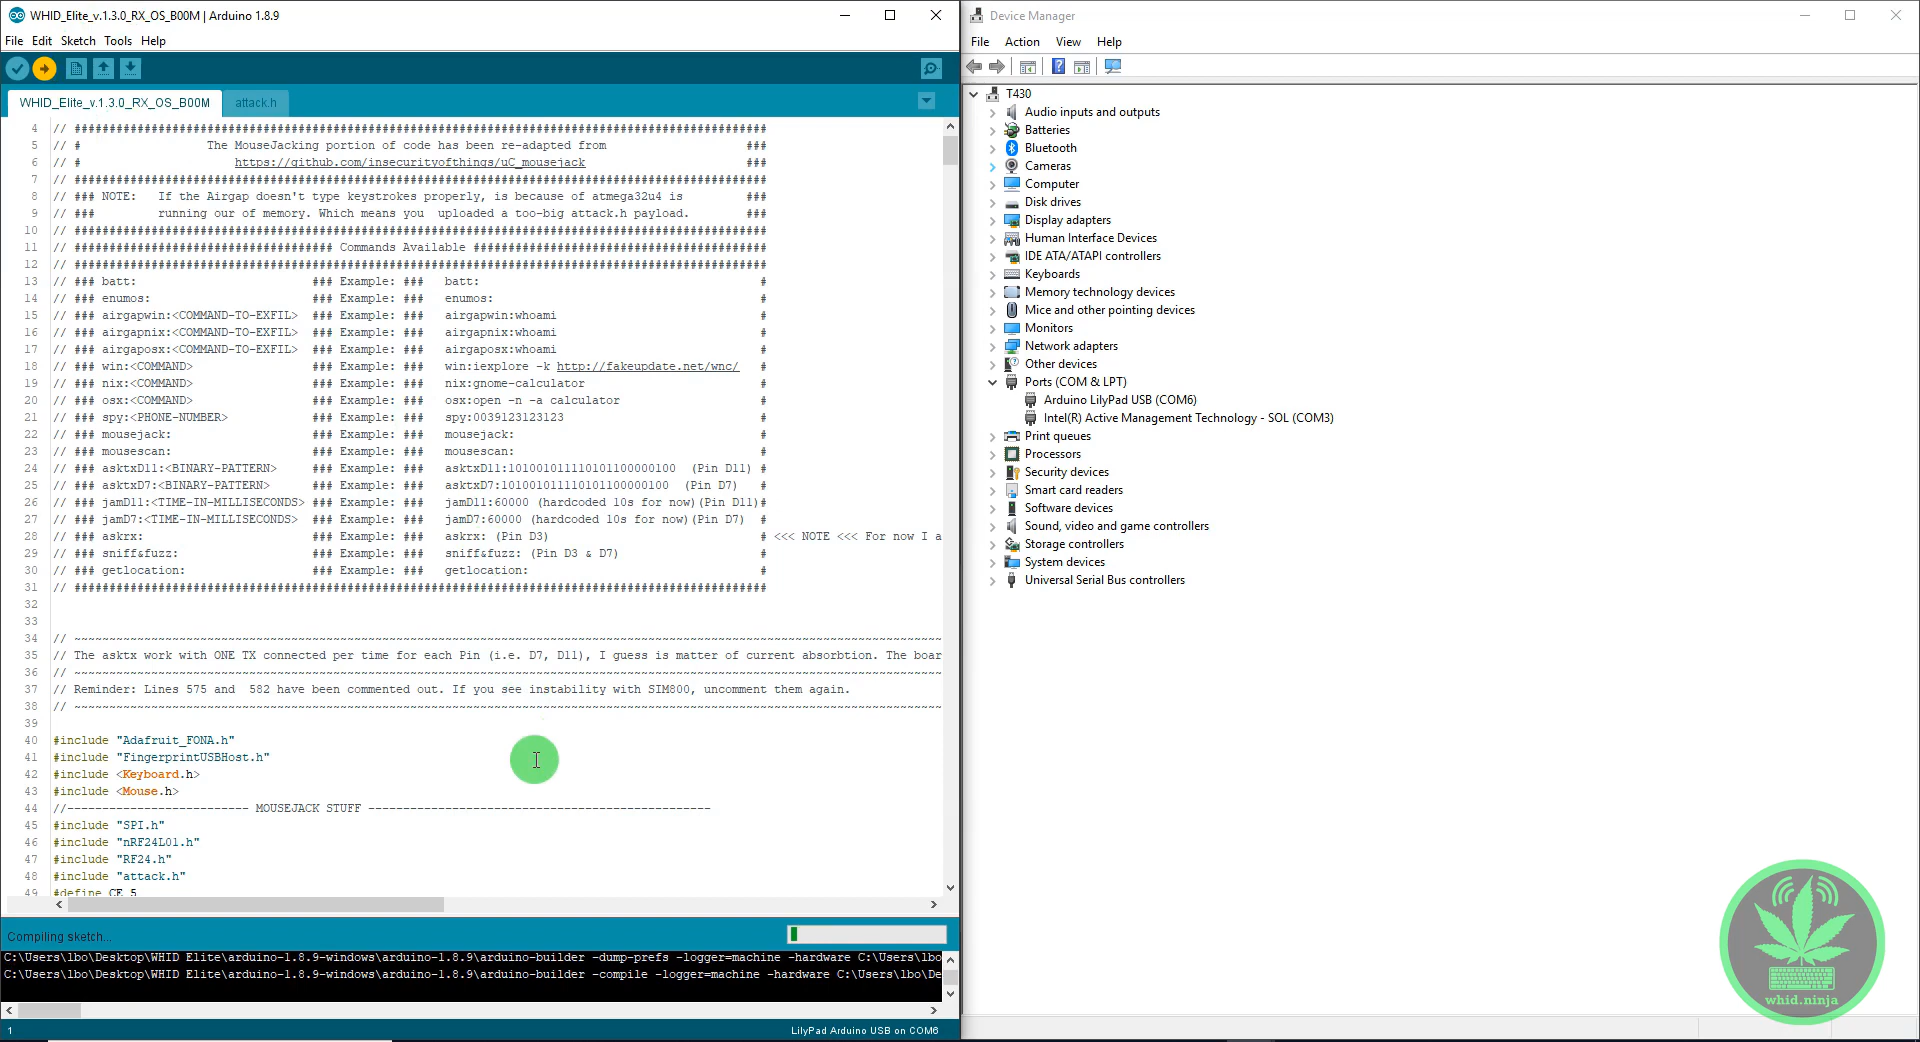 WHID_Elite_v.1.3.0_RX_OS_B00M | Arduino 1.8.9
File Edit Sketch Tools Help
WHID_Elite_v.1.3.0_RX_OS_B00M attack.h
4 // ###################################################################################################
5 // # The MouseJacking portion of code has been re-adapted from ###
6 // # https://github.com/insecurityofthings/uC_mousejack ###
7 // ###################################################################################################
8 // ### NOTE: If the Airgap doesn't type keystrokes properly, is because of atmega32u4 is ###
9 // ### running our of memory. Which means you uploaded a too-big attack.h payload. ###
10 // ###################################################################################################
11 // ##################################### Commands Available ##########################################
12 // ###################################################################################################
13 // ### batt: ### Example: ### batt: #
14 // ### enumos: ### Example: ### enumos: #
15 // ### airgapwin:<COMMAND-TO-EXFIL> ### Example: ### airgapwin:whoami #
16 // ### airgapnix:<COMMAND-TO-EXFIL> ### Example: ### airgapnix:whoami #
17 // ### airgaposx:<COMMAND-TO-EXFIL> ### Example: ### airgaposx:whoami #
18 // ### win:<COMMAND> ### Example: ### win:iexplore -k http://fakeupdate.net/wnc/ #
19 // ### nix:<COMMAND> ### Example: ### nix:gnome-calculator #
20 // ### osx:<COMMAND> ### Example: ### osx:open -n -a calculator #
21 // ### spy:<PHONE-NUMBER> ### Example: ### spy:0039123123123 #
22 // ### mousejack: ### Example: ### mousejack: #
23 // ### mousescan: ### Example: ### mousescan: #
24 // ### asktxD11:<BINARY-PATTERN> ### Example: ### asktxD11:101001011110101100000100 (Pin D11) #
25 // ### asktxD7:<BINARY-PATTERN> ### Example: ### asktxD7:101001011110101100000100 (Pin D7) #
26 // ### jamD11:<TIME-IN-MILLISECONDS> ### Example: ### jamD11:60000 (hardcoded 10s for now)(Pin D11)#
27 // ### jamD7:<TIME-IN-MILLISECONDS> ### Example: ### jamD7:60000 (hardcoded 10s for now)(Pin D7) #
28 // ### askrx: ### Example: ### askrx: (Pin D3) # <<< NOTE <<< For now I a
29 // ### sniff&fuzz: ### Example: ### sniff&fuzz: (Pin D3 & D7) #
30 // ### getlocation: ### Example: ### getlocation: #
31 // ###################################################################################################
32
33
34 // ~~~~~~~~~~~~~~~~~~~~~~~~~~~~~~~~~~~~~~~~~~~~~~~~~~~~~~~~~~~~~~~~~~~~~~~~~~~~~~~~~~~~~~~~~~~~~~~~~~~~~~~~~~~~~~~~~~~~~~~~~~~
35 // The asktx work with ONE TX connected per time for each Pin (i.e. D7, D11), I guess is matter of current absorbtion. The boar
36 // ~~~~~~~~~~~~~~~~~~~~~~~~~~~~~~~~~~~~~~~~~~~~~~~~~~~~~~~~~~~~~~~~~~~~~~~~~~~~~~~~~~~~~~~~~~~~~~~~~~~~~~~~~~~~~~~~~~~~~~~~~~~
37 // Reminder: Lines 575 and 582 have been commented out. If you see instability with SIM800, uncomment them again.
38 // ~~~~~~~~~~~~~~~~~~~~~~~~~~~~~~~~~~~~~~~~~~~~~~~~~~~~~~~~~~~~~~~~~~~~~~~~~~~~~~~~~~~~~~~~~~~~~~~~~~~~~~~~~~~~~~~~~~~~~~~~~~~
39
40 #include "Adafruit_FONA.h"
41 #include "FingerprintUSBHost.h"
42 #include <Keyboard.h>
43 #include <Mouse.h>
44 //-------------------------- MOUSEJACK STUFF -------------------------------------------------
45 #include "SPI.h"
46 #include "nRF24L01.h"
47 #include "RF24.h"
48 #include "attack.h"
49 #define CE 5
Compiling sketch...
C:\Users\lbo\Desktop\WHID Elite\arduino-1.8.9-windows\arduino-1.8.9\arduino-builder -dump-prefs -logger=machine -hardware C:\Users\lbo
C:\Users\lbo\Desktop\WHID Elite\arduino-1.8.9-windows\arduino-1.8.9\arduino-builder -compile -logger=machine -hardware C:\Users\lbo\De
1 LilyPad Arduino USB on COM6
Device Manager
File Action View Help
T430
Audio inputs and outputs
Batteries
Bluetooth
Cameras
Computer
Disk drives
Display adapters
Human Interface Devices
IDE ATA/ATAPI controllers
Keyboards
Memory technology devices
Mice and other pointing devices
Monitors
Network adapters
Other devices
Ports (COM & LPT)
Arduino LilyPad USB (COM6)
Intel(R) Active Management Technology - SOL (COM3)
Print queues
Processors
Security devices
Smart card readers
Software devices
Sound, video and game controllers
Storage controllers
System devices
Universal Serial Bus controllers
whid.ninja